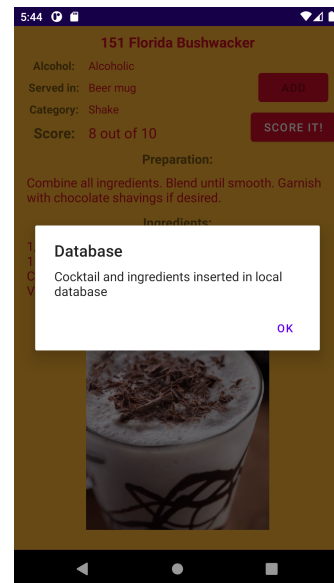 5:44
151 Florida Bushwacker
Alcohol: Alcoholic
Served in: Beer mug
ADD
Category: Shake
Score: 8 out of 10
SCORE IT!
Preparation:
Combine all ingredients. Blend until smooth. Garnish
with chocolate shavings if desired.
Ingredients:
Database
Cocktail and ingredients inserted in local
database
OK